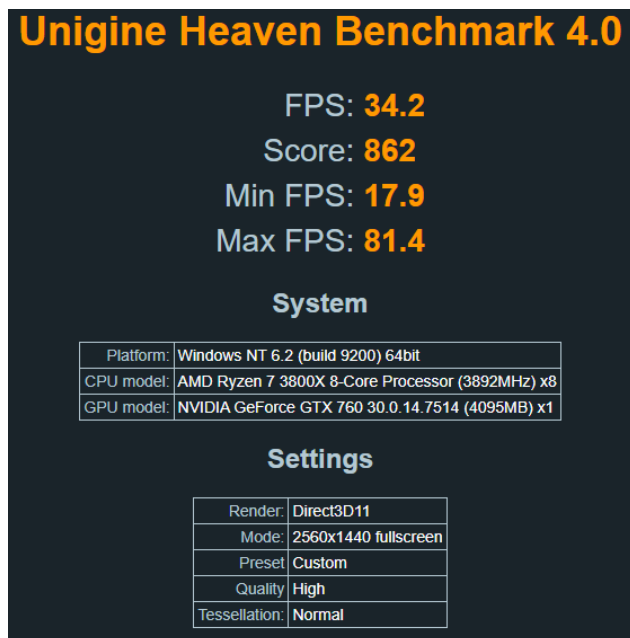 Unigine Heaven Benchmark 4.0
FPS: 34.2
Score: 862
Min FPS: 17.9
Max FPS: 81.4
System
Platform: Windows NT 6.2 (build 9200) 64bit
CPU model: AMD Ryzen 7 3800X 8-Core Processor (3892MHz) x8
GPU model: NVIDIA GeForce GTX 760 30.0.14.7514 (4095MB) x1
Settings
Render: Direct3D11
Mode: 2560x1440 fullscreen
Preset Custom
Quality High
Tessellation: Normal